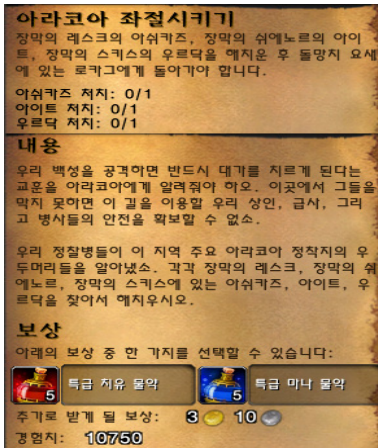 아라코아 좌절시키기
장막의 레스크의 아쉬카즈, 장막의 쉬에노르의 아이
트, 장막의 스키스의 우르닥을 해치운 후 돌망치 요새
에 있는 로카그에게 돌아가야 합니다.
아쉬카즈 저치: 0/1
아이트 저치: 0/1
우르닥 저치: 0/1
내용
우리 백성을 공격하면 반드시 대가를 치르게 된다는
교훈을 아라코아에게 알려줘야 하오. 이곳에서 그들을
막지 못하면 이 길을 이용할 우리 상인, 급사, 그리
고 병사들의 안전을 확보할 수 없소.
우리 정찰병들이 이 지역 주요 아라코아 정착지의 우
두머리들을 알아냈소. 각각 장막의 레스크, 장막의 쉬
에노르, 장막의 스키스에 있는 아쉬카즈, 아이트, 우
르닥을 찾아서 해치우시오.
보상
아래의 보상 중 한 가지를 선택할 수 있습니다:
5 특급 치유 물약 5 특급 마나 물약
추가로 받게 될 보상: 3 10
경험치: 10750